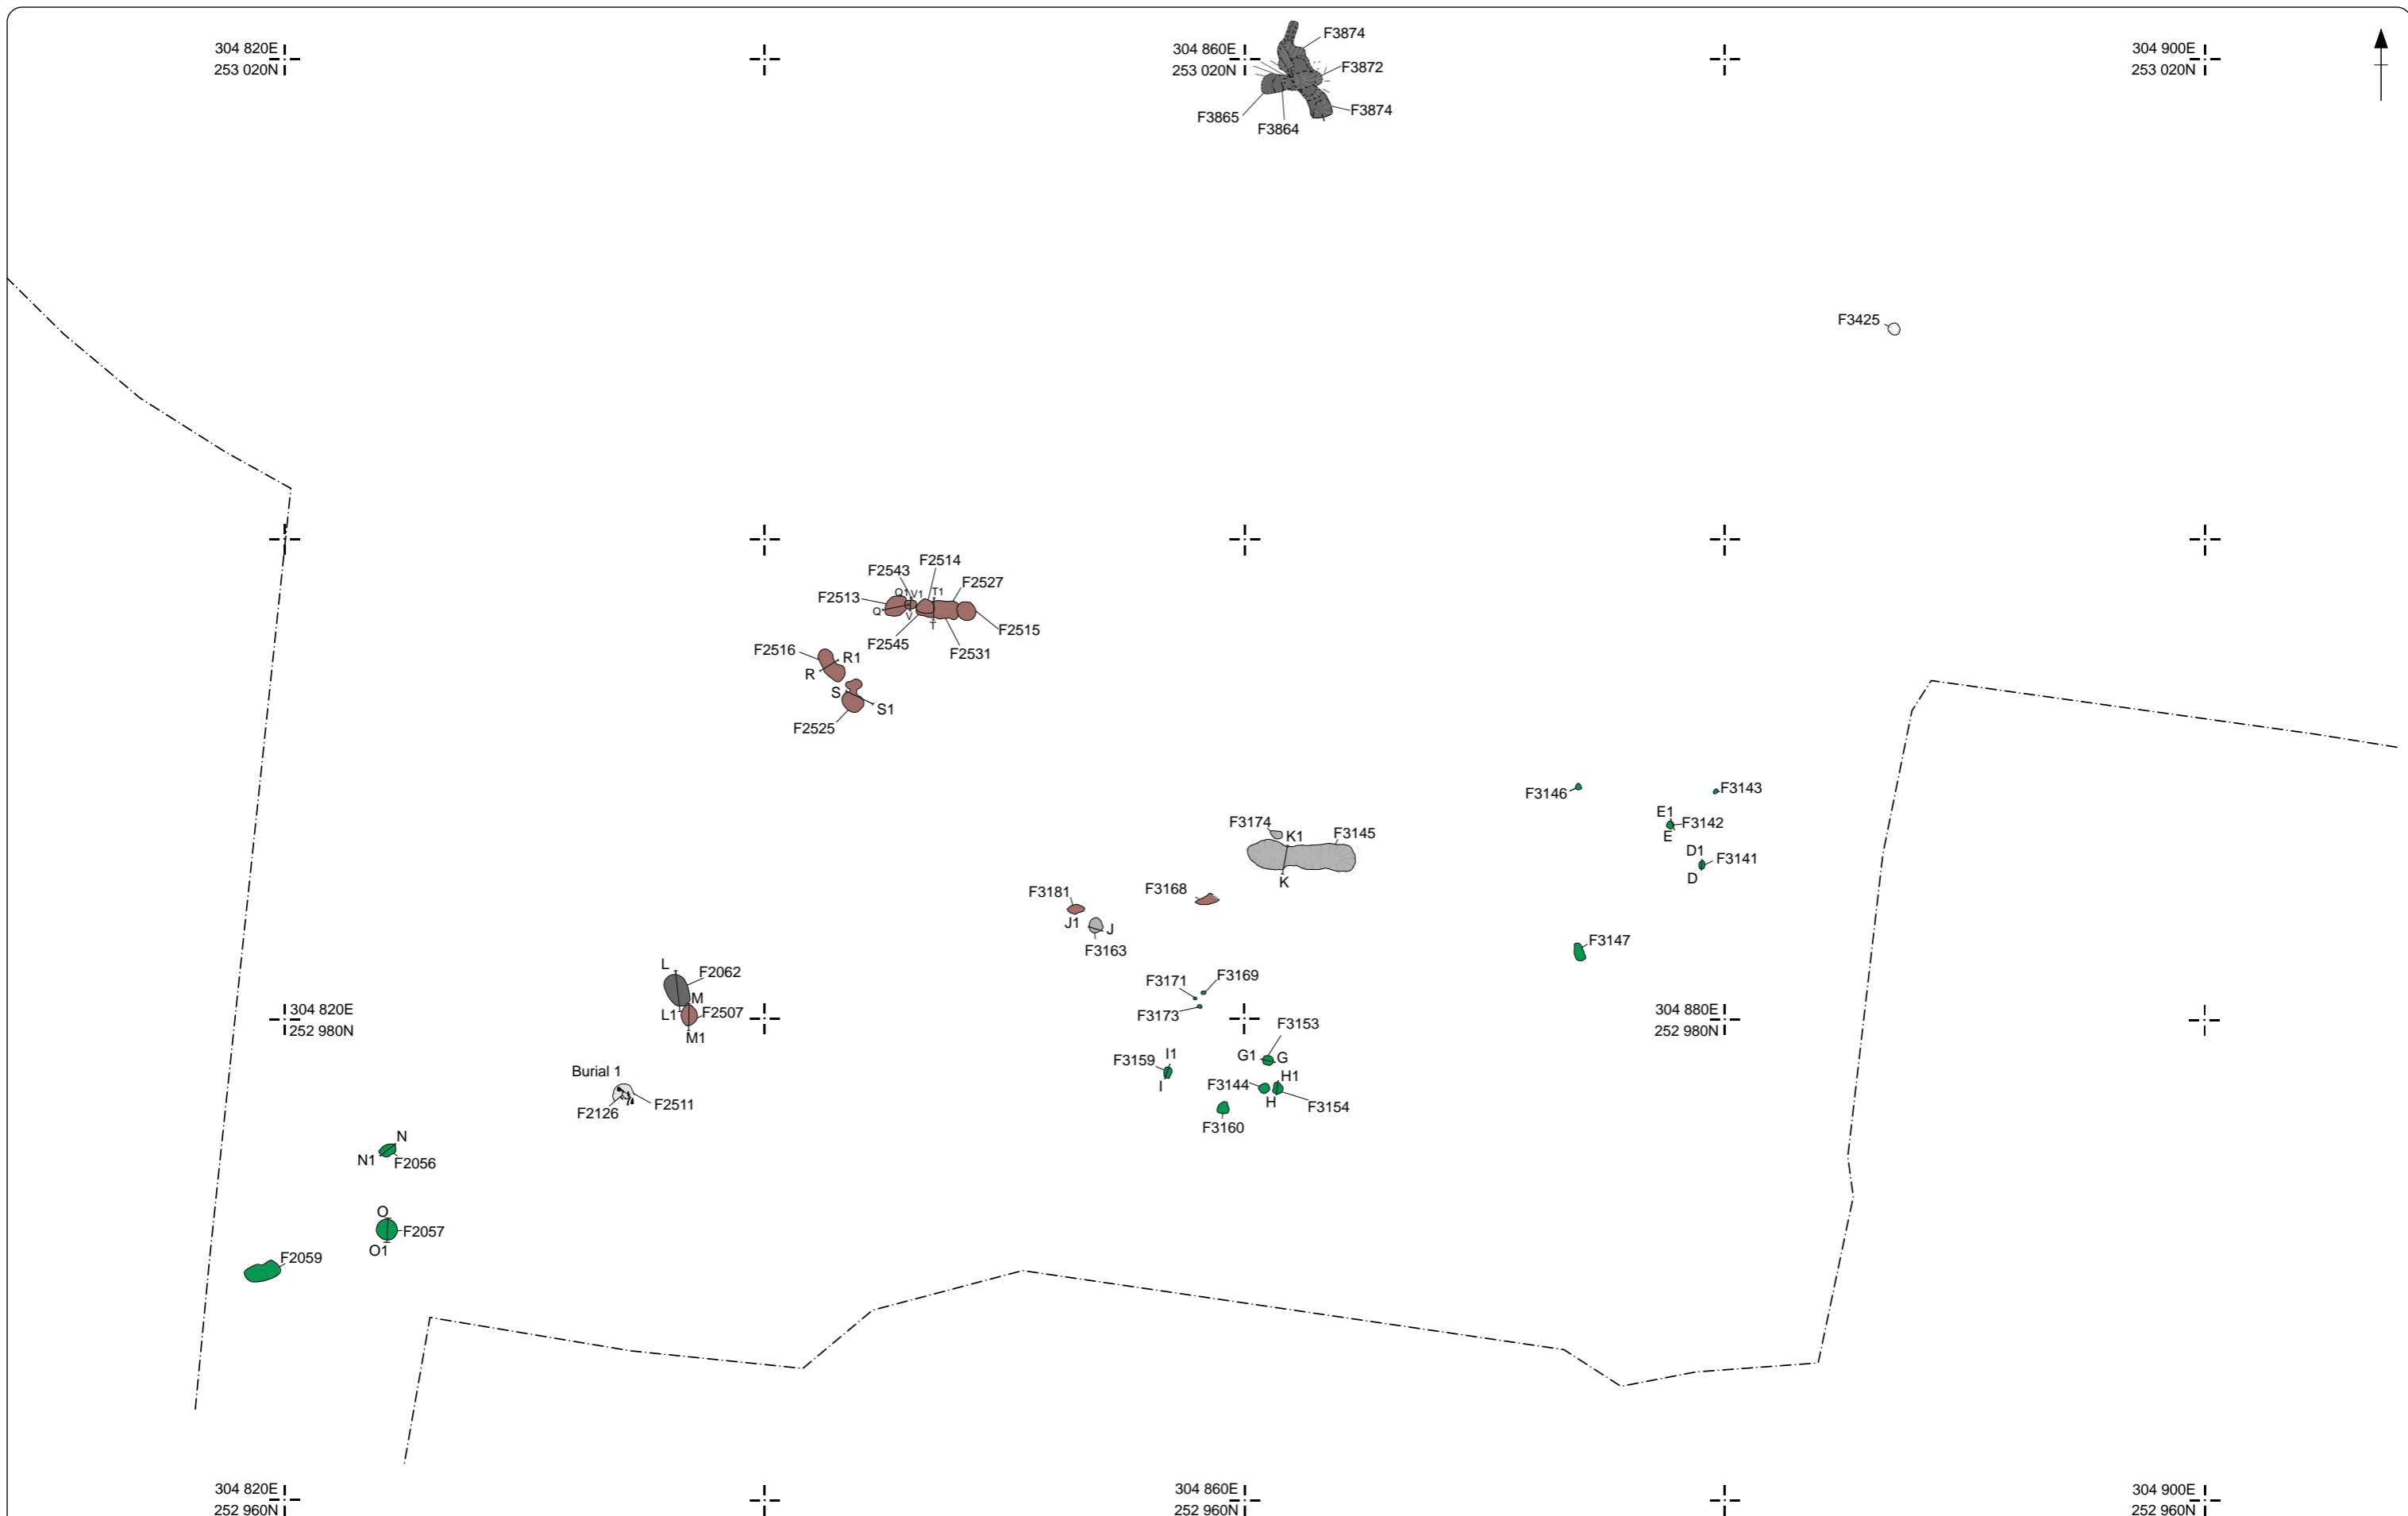 304 820E
253 020N
304 860E
253 020N
304 900E
253 020N
F3874
F3872
F3874
F3865
F3864
F3425
F2514
F2543
F2527
F2513
Q1
V1
T1
Q
V
T
F2515
F2545
F2531
F2516
R1
R
S
S1
F2525
F3146
F3143
E1
F3142
E
D1
F3141
D
F3174
K1
F3145
K
F3181
F3168
J1
J
F3163
F3147
L
F2062
M
L1
F2507
M1
F3171
F3169
F3173
304 820E
252 980N
304 880E
252 980N
F3153
G1
G
I1
F3159
I
F3144
H1
H
F3154
F3160
Burial 1
F2126
F2511
N
N1
F2056
O
F2057
O1
F2059
304 820E
252 960N
304 860E
252 960N
304 900E
252 960N